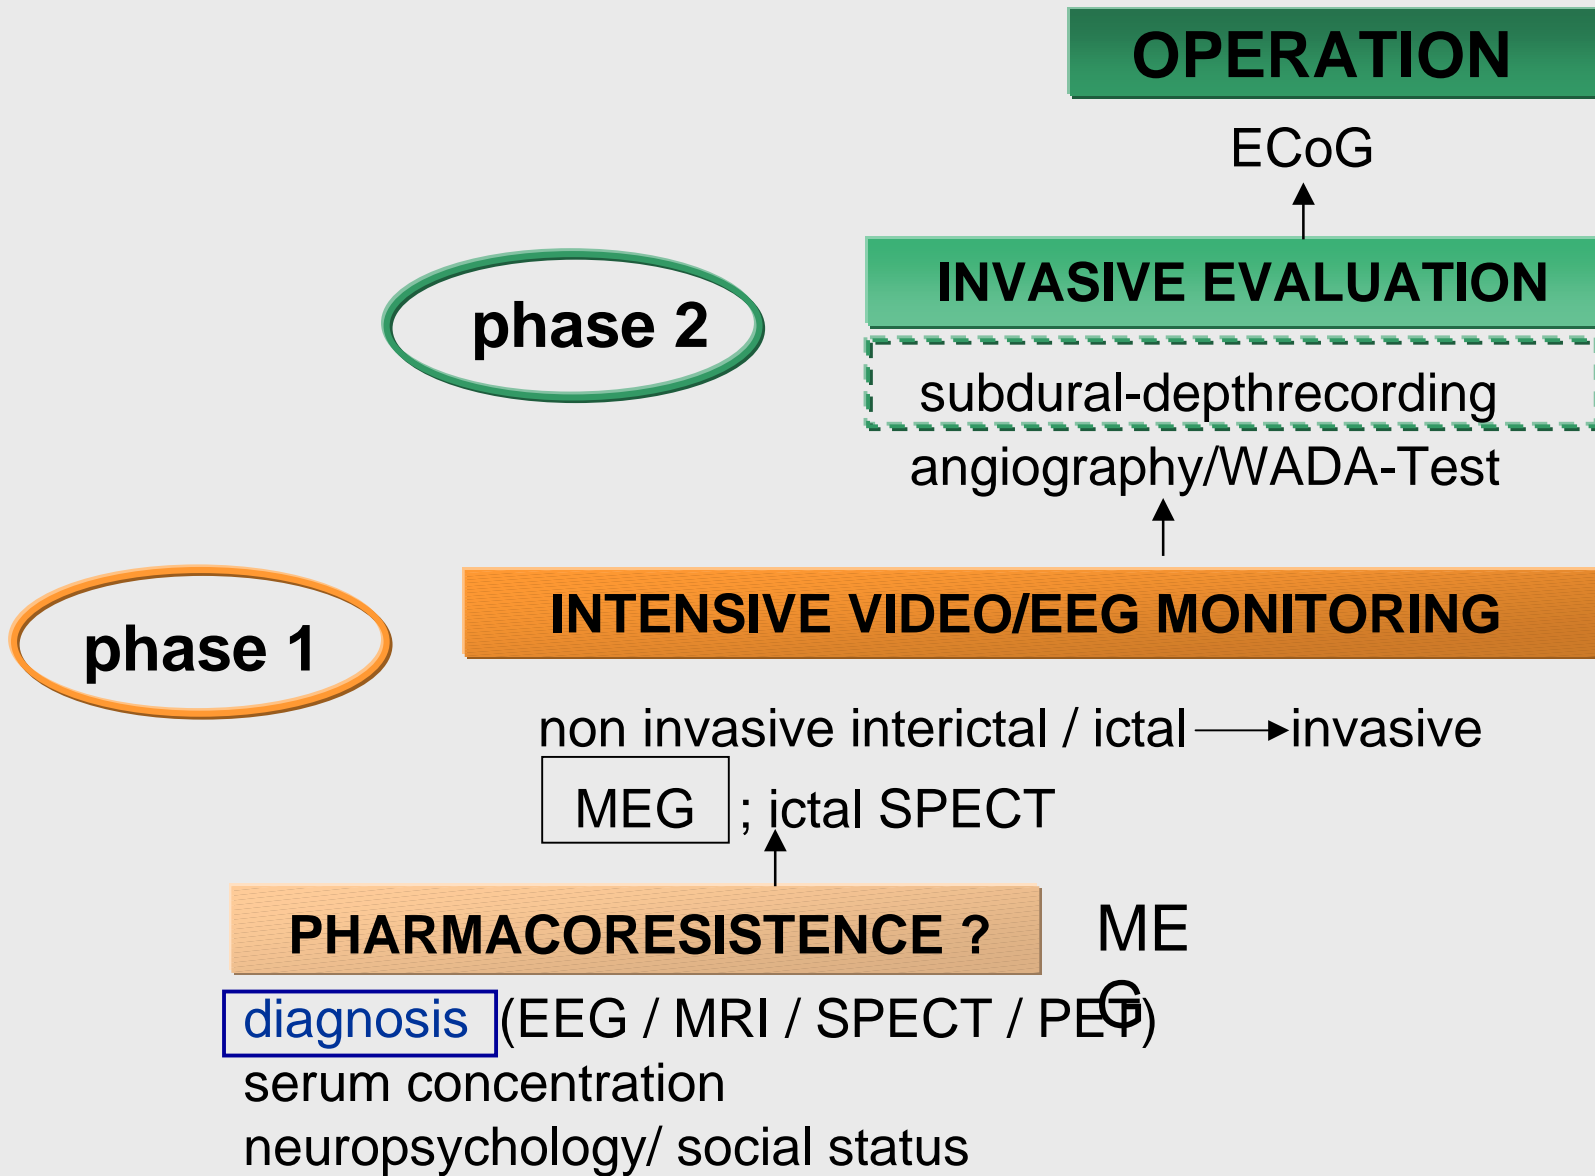 OPERATION
ECoG
INVASIVE EVALUATION
phase 2
subdural-depthrecording
angiography/WADA-Test
INTENSIVE VIDEO/EEG MONITORING
phase 1
non invasive interictal / ictal invasive
MEG ; ictal SPECT
PHARMACORESISTENCE ?
ME
G
diagnosis (EEG / MRI / SPECT / PET)
serum concentration
neuropsychology/ social status